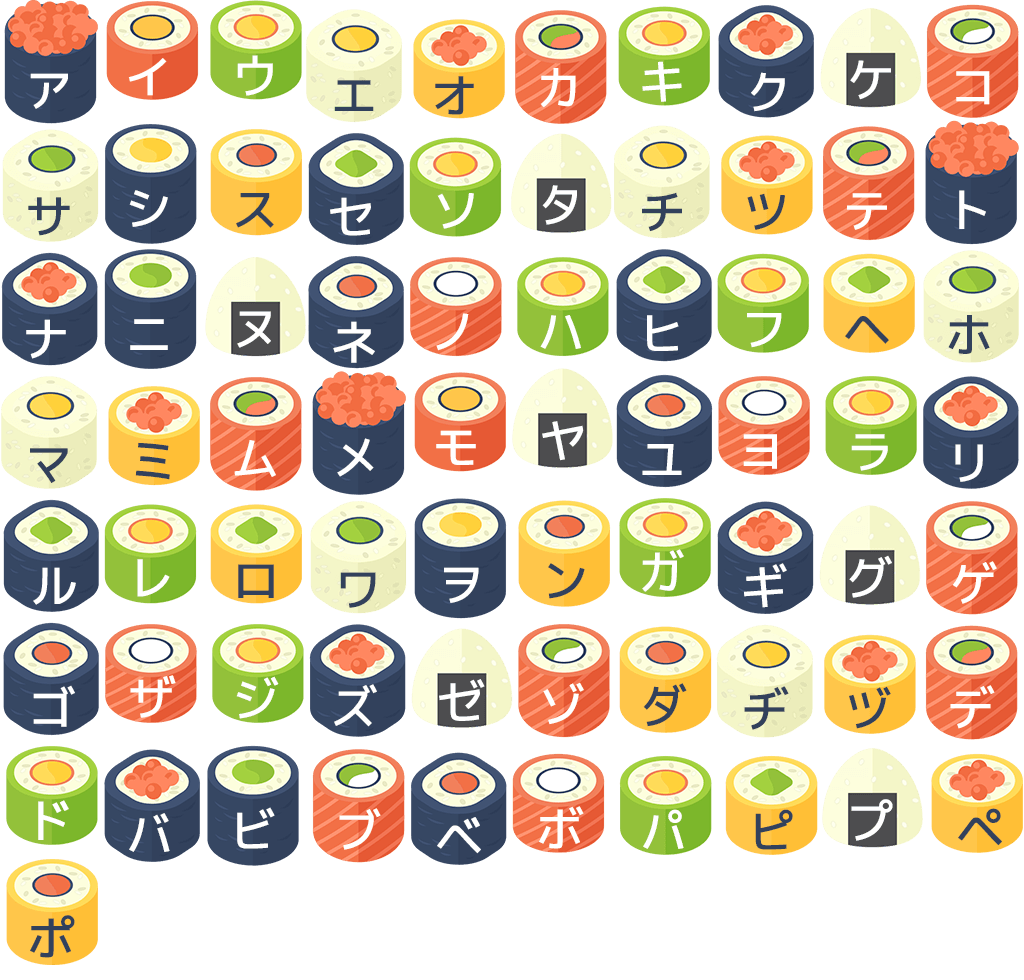 ア イ ウ エ オ カ キ ク ケ コ
サ シ ス セ ソ タ チ ツ テ ト
ナ ニ ヌ ネ ノ ハ ヒ フ ヘ ホ
マ ミ ム メ モ ヤ ユ ヨ ラ リ
ル レ ロ ワ ヲ ン ガ ギ グ ゲ
ゴ ザ ジ ズ ゼ ゾ ダ ヂ ヅ デ
ド バ ビ ブ ベ ボ パ ピ プ ペ
ポ